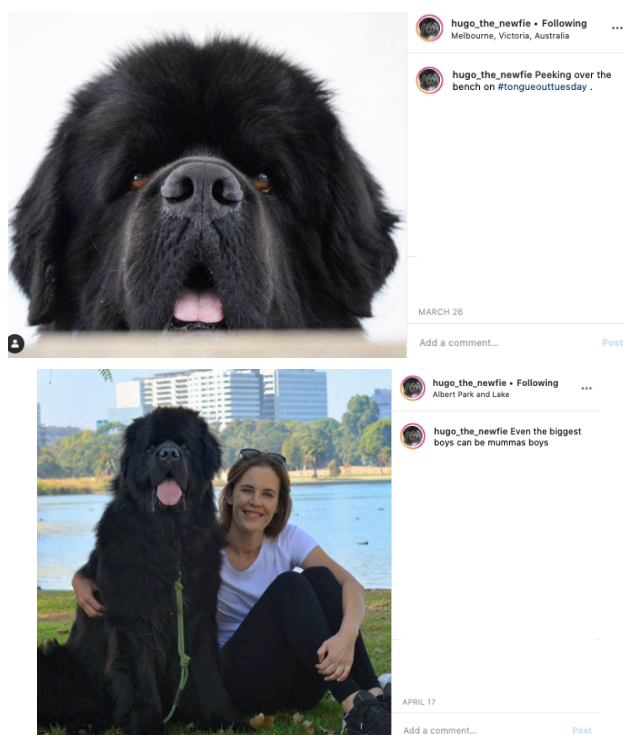 hugo_the_newfie • Following
Melbourne, Victoria, Australia
hugo_the_newfie Peeking over the
bench on #tongueouttuesday .
MARCH 26
Add a comment...
Post
hugo_the_newfie • Following
Albert Park and Lake
hugo_the_newfie Even the biggest
boys can be mummas boys
APRIL 17
Add a comment...
Post